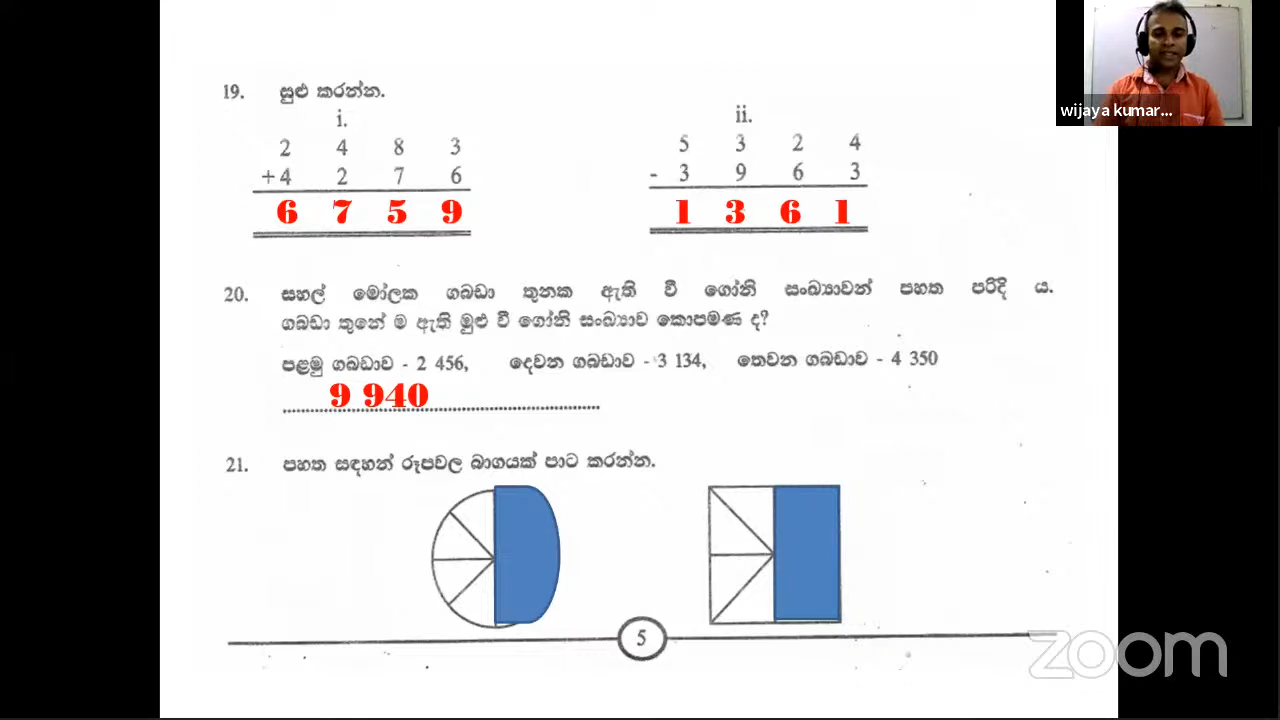 19. සුළු කරන්න.
i.
2 4 8 3
+ 4 2 7 6
6 7 5 9
ii.
5 3 2 4
- 3 9 6 3
1 3 6 1
20. සහල් මෝලක ගබඩා තුනක ඇති වී ගෝනි සංඛ්‍යාවන් පහත පරිදි ය.
ගබඩා තුනේ ම ඇති මුළු වී ගෝනි සංඛ්‍යාව කොපමණ ද?
පළමු ගබඩාව - 2 456, දෙවන ගබඩාව - 3 134, තෙවන ගබඩාව - 4 350
9 940
21. පහත සඳහන් රූපවල බාගයක් පාට කරන්න.
5
wijaya kumar...
zoom